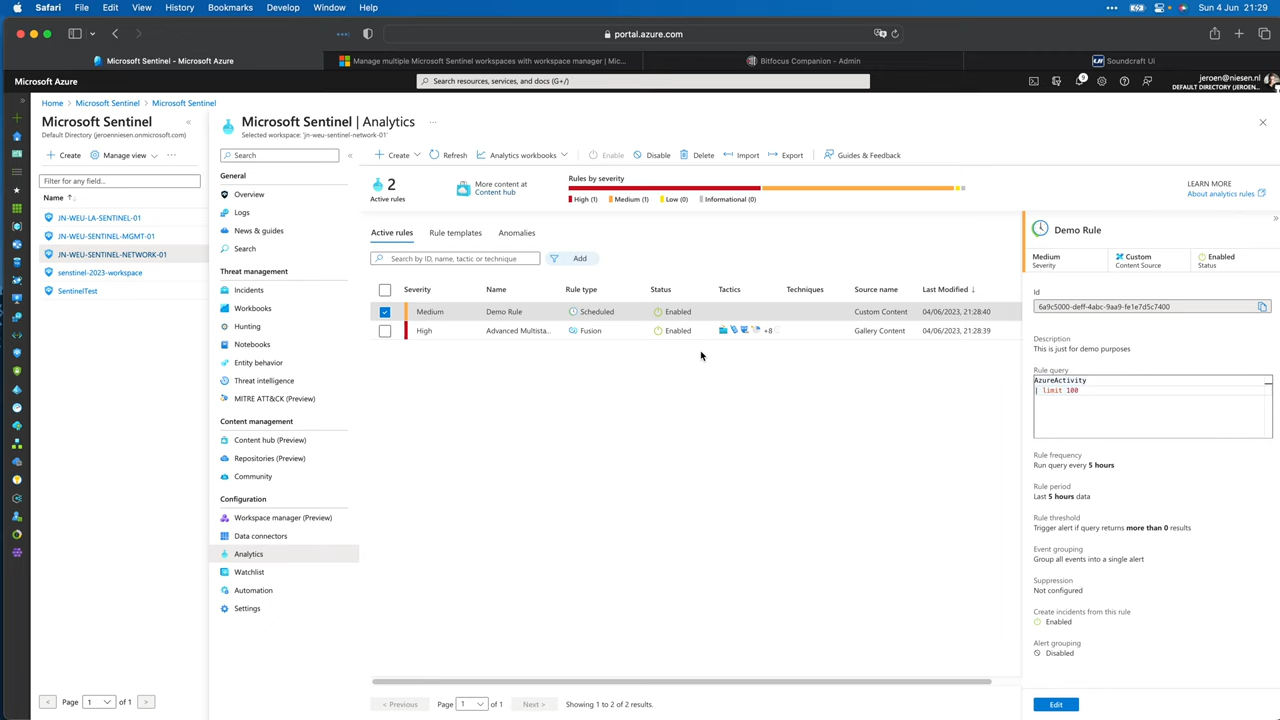 Safari File Edit View History Bookmarks Develop Window Help
Sun 4 Jun 21:29
portal.azure.com
Microsoft Sentinel - Microsoft Azure
Manage multiple Microsoft Sentinel workspaces with workspace manager | Mic...
Bitfocus Companion - Admin
Soundcraft Ui
Microsoft Azure
Search resources, services, and docs (G+/)
jeroen@niesen.nl
DEFAULT DIRECTORY (JEROEN...
Home > Microsoft Sentinel > Microsoft Sentinel
Microsoft Sentinel
Default Directory (jeroenniesen.onmicrosoft.com)
Create
Manage view
Filter for any field...
Name
JN-WEU-LA-SENTINEL-01
JN-WEU-SENTINEL-MGMT-01
JN-WEU-SENTINEL-NETWORK-01
senstinel-2023-workspace
SentinelTest
< Page 1 of 1 >
Microsoft Sentinel | Analytics
Selected workspace: 'jn-weu-sentinel-network-01'
Search
General
Overview
Logs
News & guides
Search
Threat management
Incidents
Workbooks
Hunting
Notebooks
Entity behavior
Threat intelligence
MITRE ATT&CK (Preview)
Content management
Content hub (Preview)
Repositories (Preview)
Community
Configuration
Workspace manager (Preview)
Data connectors
Analytics
Watchlist
Automation
Settings
Create Refresh Analytics workbooks Enable Disable Delete Import Export Guides & Feedback
2
Active rules
More content at
Content hub
Rules by severity
High (1) Medium (1) Low (0) Informational (0)
LEARN MORE
About analytics rules
Active rules Rule templates Anomalies
Search by ID, name, tactic or technique
Add
Severity Name Rule type Status Tactics Techniques Source name Last Modified ↓
Medium Demo Rule Scheduled Enabled Custom Content 04/06/2023, 21:28:40
High Advanced Multista... Fusion Enabled +8 Gallery Content 04/06/2023, 21:28:39
< Previous Page 1 of 1 Next > Showing 1 to 2 of 2 results.
Demo Rule
Medium
Severity
Custom
Content Source
Enabled
Status
Id
6a9c5000-deff-4abc-9aa9-fe1e7d5c7400
Description
This is just for demo purposes
Rule query
AzureActivity
| limit 100
Rule frequency
Run query every 5 hours
Rule period
Last 5 hours data
Rule threshold
Trigger alert if query returns more than 0 results
Event grouping
Group all events into a single alert
Suppression
Not configured
Create incidents from this rule
Enabled
Alert grouping
Disabled
Edit